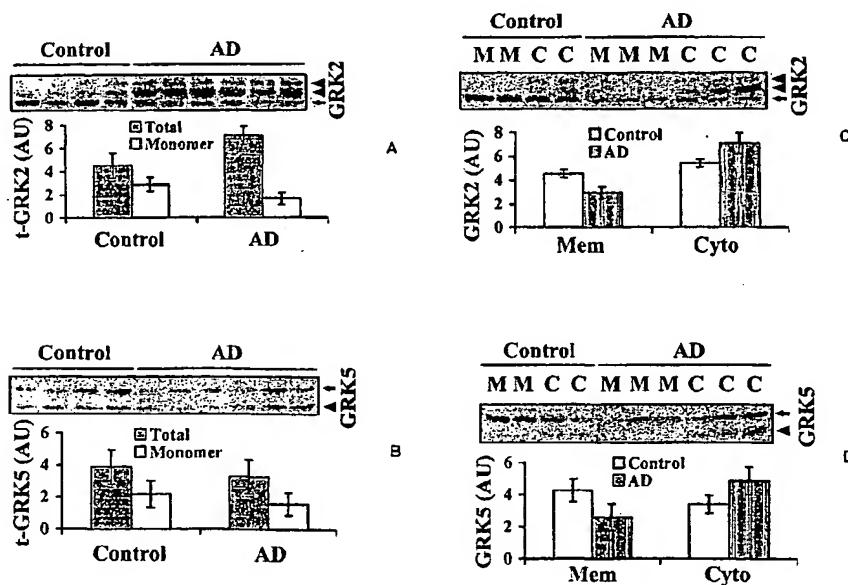 Control AD
GRK2
t-GRK2 (AU)
8
6
4
2
0
Total
Monomer
Control AD
A
Control AD
M M C C M M M C C C
GRK2
GRK2 (AU)
8
6
4
2
0
Control
AD
Mem Cyto
C
Control AD
GRK5
t-GRK5 (AU)
6
4
2
0
Total
Monomer
Control AD
B
Control AD
M M C C M M M C C C
GRK5
GRK5 (AU)
6
4
2
0
Control
AD
Mem Cyto
D